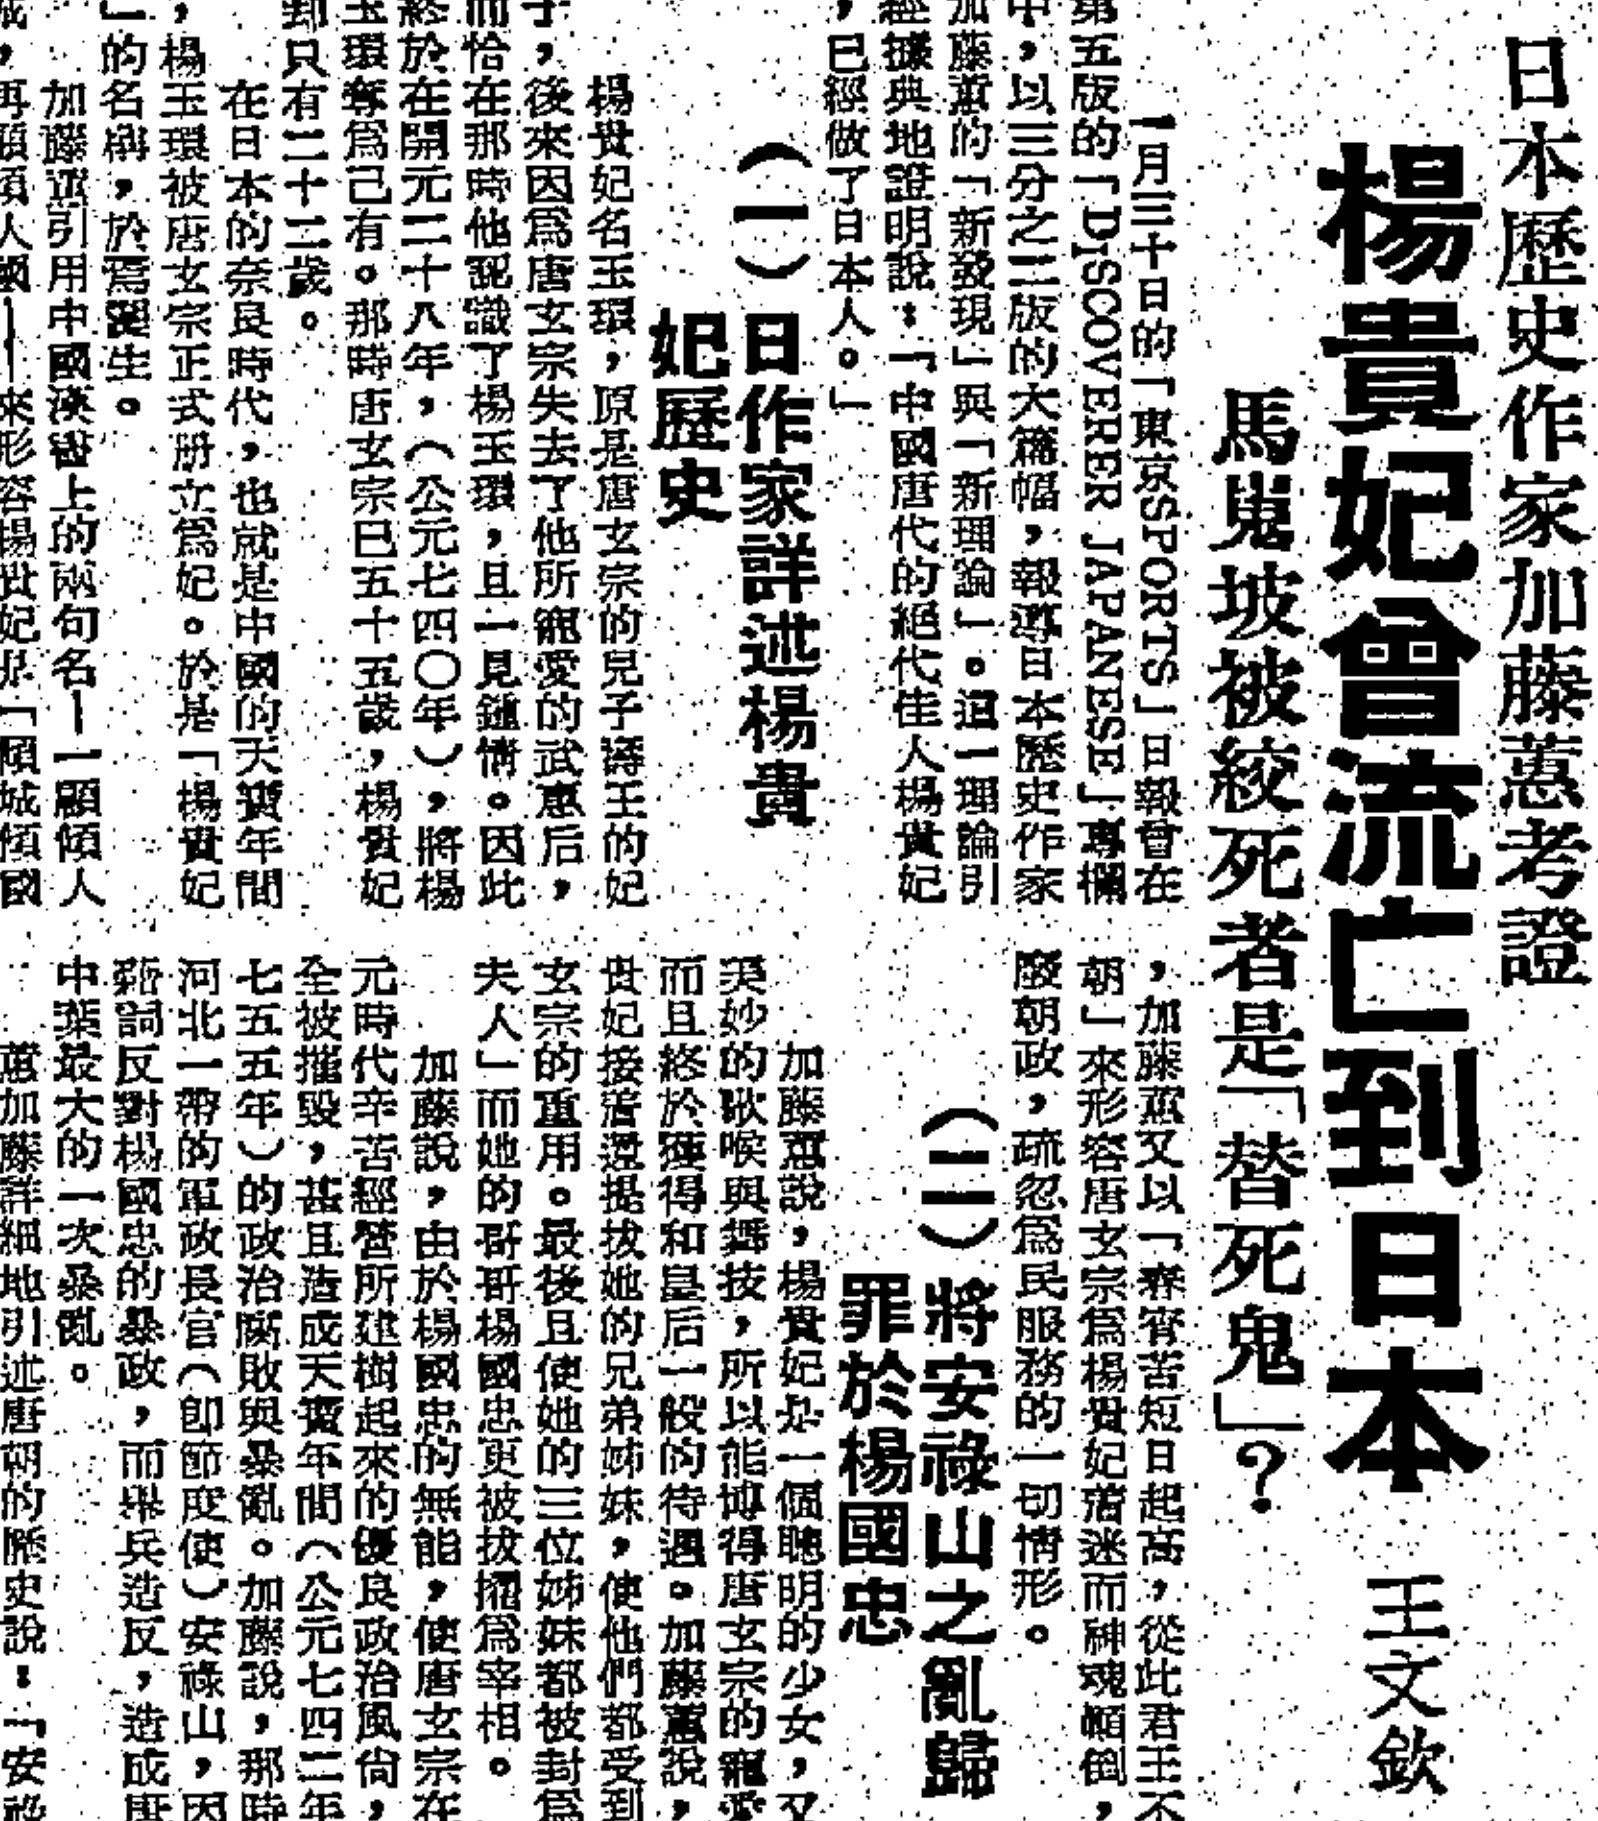 日本歷史作家加藤蕙考證
楊貴妃曾流亡到日本
王文欽
馬嵬坡被絞死者是「替死鬼」？
一月三十日的「東京SPORTS」日報曾在
第五版的「DISCOVERER JAPANESE」專欄
中，以三分之二版的大篇幅，報導日本歷史作家
加藤蕙的「新發現」與「新理論」。這一理論引
經據典地證明說：「中國唐代的絕代佳人楊貴妃
，已經做了日本人。」
（一）日作家詳述楊貴
妃歷史
楊貴妃名玉環，原是唐玄宗的兒子壽王的妃
子，後來因爲唐玄宗失去了他所寵愛的武惠后，
而恰在那時他認識了楊玉環，且一見鍾情。因此
終於在開元二十八年，（公元七四〇年），將楊
玉環奪爲己有。那時唐玄宗已五十五歲，楊貴妃
却只有二十二歲。
在日本的奈良時代，也就是中國的天寶年間
，楊玉環被唐玄宗正式册立爲妃。於是「楊貴妃
」的名稱，於焉誕生。
加藤蕙引用中國漢書上的兩句名—一顧傾人
城，再顧傾人國——來形容楊貴妃是「傾城傾國
，加藤蕙又以「春宵苦短日起高，從此君王不
朝」來形容唐玄宗爲楊貴妃着迷而神魂顚倒，
廢朝政，疏忽爲民服務的一切情形。
（二）將安祿山之亂歸
罪於楊國忠
加藤蕙說，楊貴妃是一個聰明的少女，又
美妙的歌喉與舞技，所以能博得唐玄宗的寵愛
而且終於獲得和皇后一般的待遇。加藤蕙說，
貴妃接着還提拔她的兄弟姊妹，使他們都受到
玄宗的重用。最後且使她的三位姊妹都被封爲
夫人」而她的哥哥楊國忠更被拔擢爲宰相。
加藤說，由於楊國忠的無能，使唐玄宗在
元時代辛苦經營所建樹起來的優良政治風尙，
全被摧毀，甚且造成天寶年間（公元七四二年
七五五年）的政治腐敗與暴亂。加藤說，那時
河北一帶的軍政長官（卽節度使）安祿山，因
藉詞反對楊國忠的暴政，而舉兵造反，造成唐
中葉最大的一次暴亂。
蕙加藤詳細地引述唐朝的歷史說：「安祿